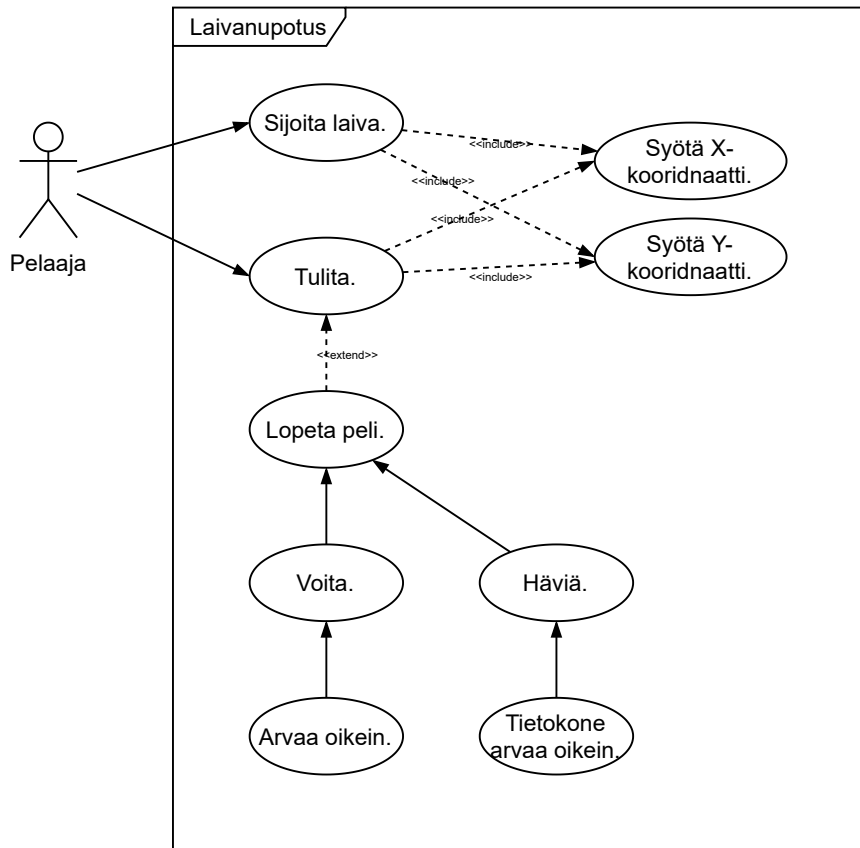 Laivanupotus
Sijoita laiva.
<<include>>
Syötä X-
kooridnaatti.
<<include>>
<<include>>
Pelaaja
Tulita.
<<include>>
Syötä Y-
kooridnaatti.
<<extend>>
Lopeta peli.
Voita.
Häviä.
Arvaa oikein.
Tietokone
arvaa oikein.